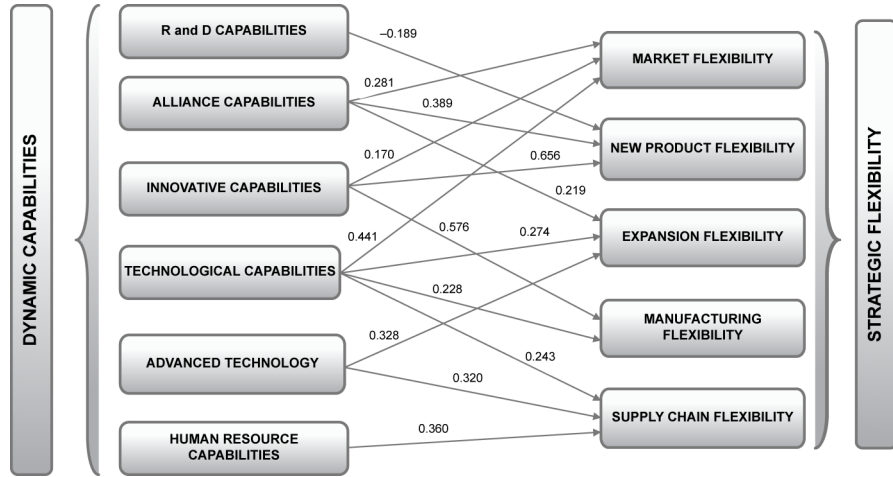 DYNAMIC CAPABILITIES
R and D CAPABILITIES
ALLIANCE CAPABILITIES
INNOVATIVE CAPABILITIES
TECHNOLOGICAL CAPABILITIES
ADVANCED TECHNOLOGY
HUMAN RESOURCE
CAPABILITIES
–0.189
0.281
0.389
0.170
0.656
0.219
0.441
0.576
0.274
0.228
0.328
0.243
0.320
0.360
MARKET FLEXIBILITY
NEW PRODUCT FLEXIBILITY
EXPANSION FLEXIBILITY
MANUFACTURING
FLEXIBILITY
SUPPLY CHAIN FLEXIBILITY
STRATEGIC FLEXIBILITY